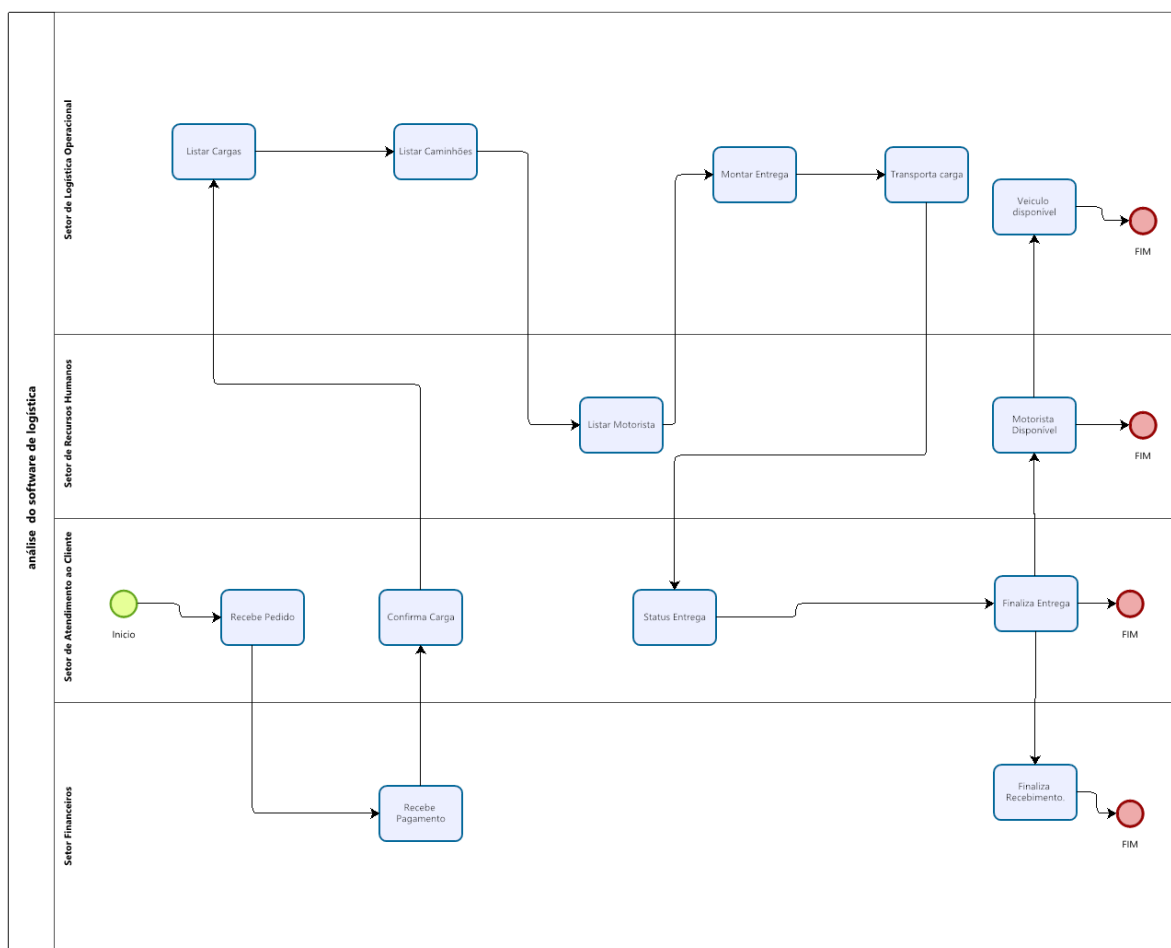 análise  do software de logística
Setor de Logística Operacional
Listar Cargas
Listar Caminhões
Montar Entrega
Transporta carga
Veiculo
disponível
FIM
Setor de Recursos Humanos
Listar Motorista
Motorista
Disponível
FIM
Setor de Atendimento ao Cliente
Inicio
Recebe Pedido
Confirma Carga
Status Entrega
Finaliza Entrega
FIM
Setor Financeiros
Recebe
Pagamento
Finaliza
Recebimento.
FIM